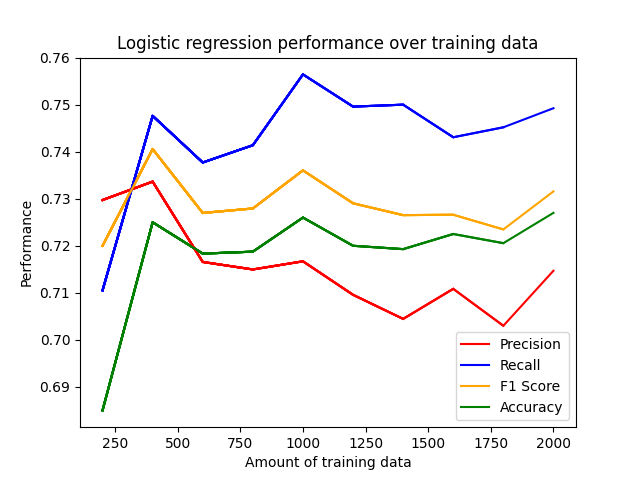 Logistic regression performance over training data
0.76
0.75
0.74
0.73
0.72
0.71
0.70
0.69
Performance
250
500
750
1000
1250
1500
1750
2000
Amount of training data
Precision
Recall
F1 Score
Accuracy